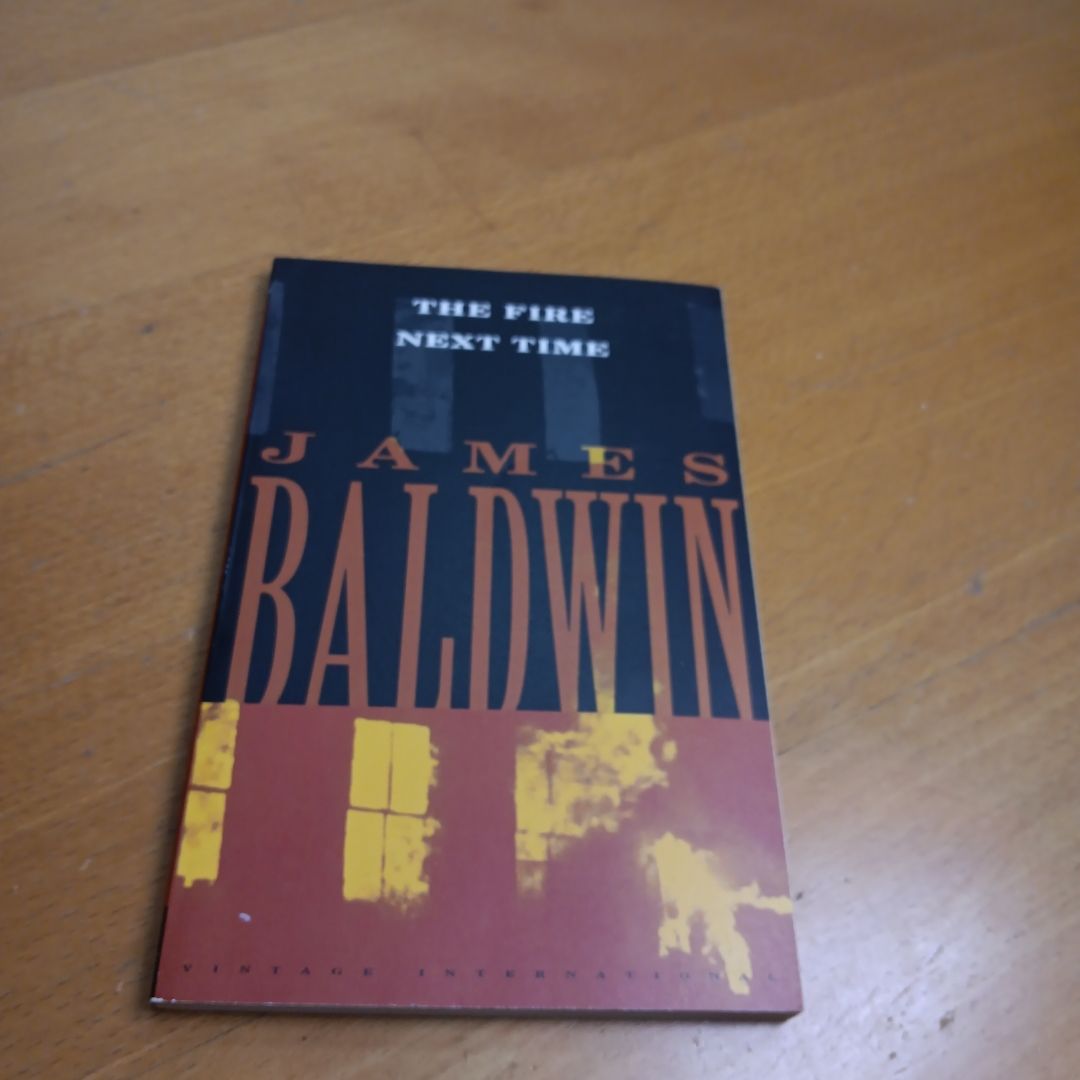 THE FIRE
NEXT TIME
JAMES
BALDWIN
VINTAGE INTERNATIONAL